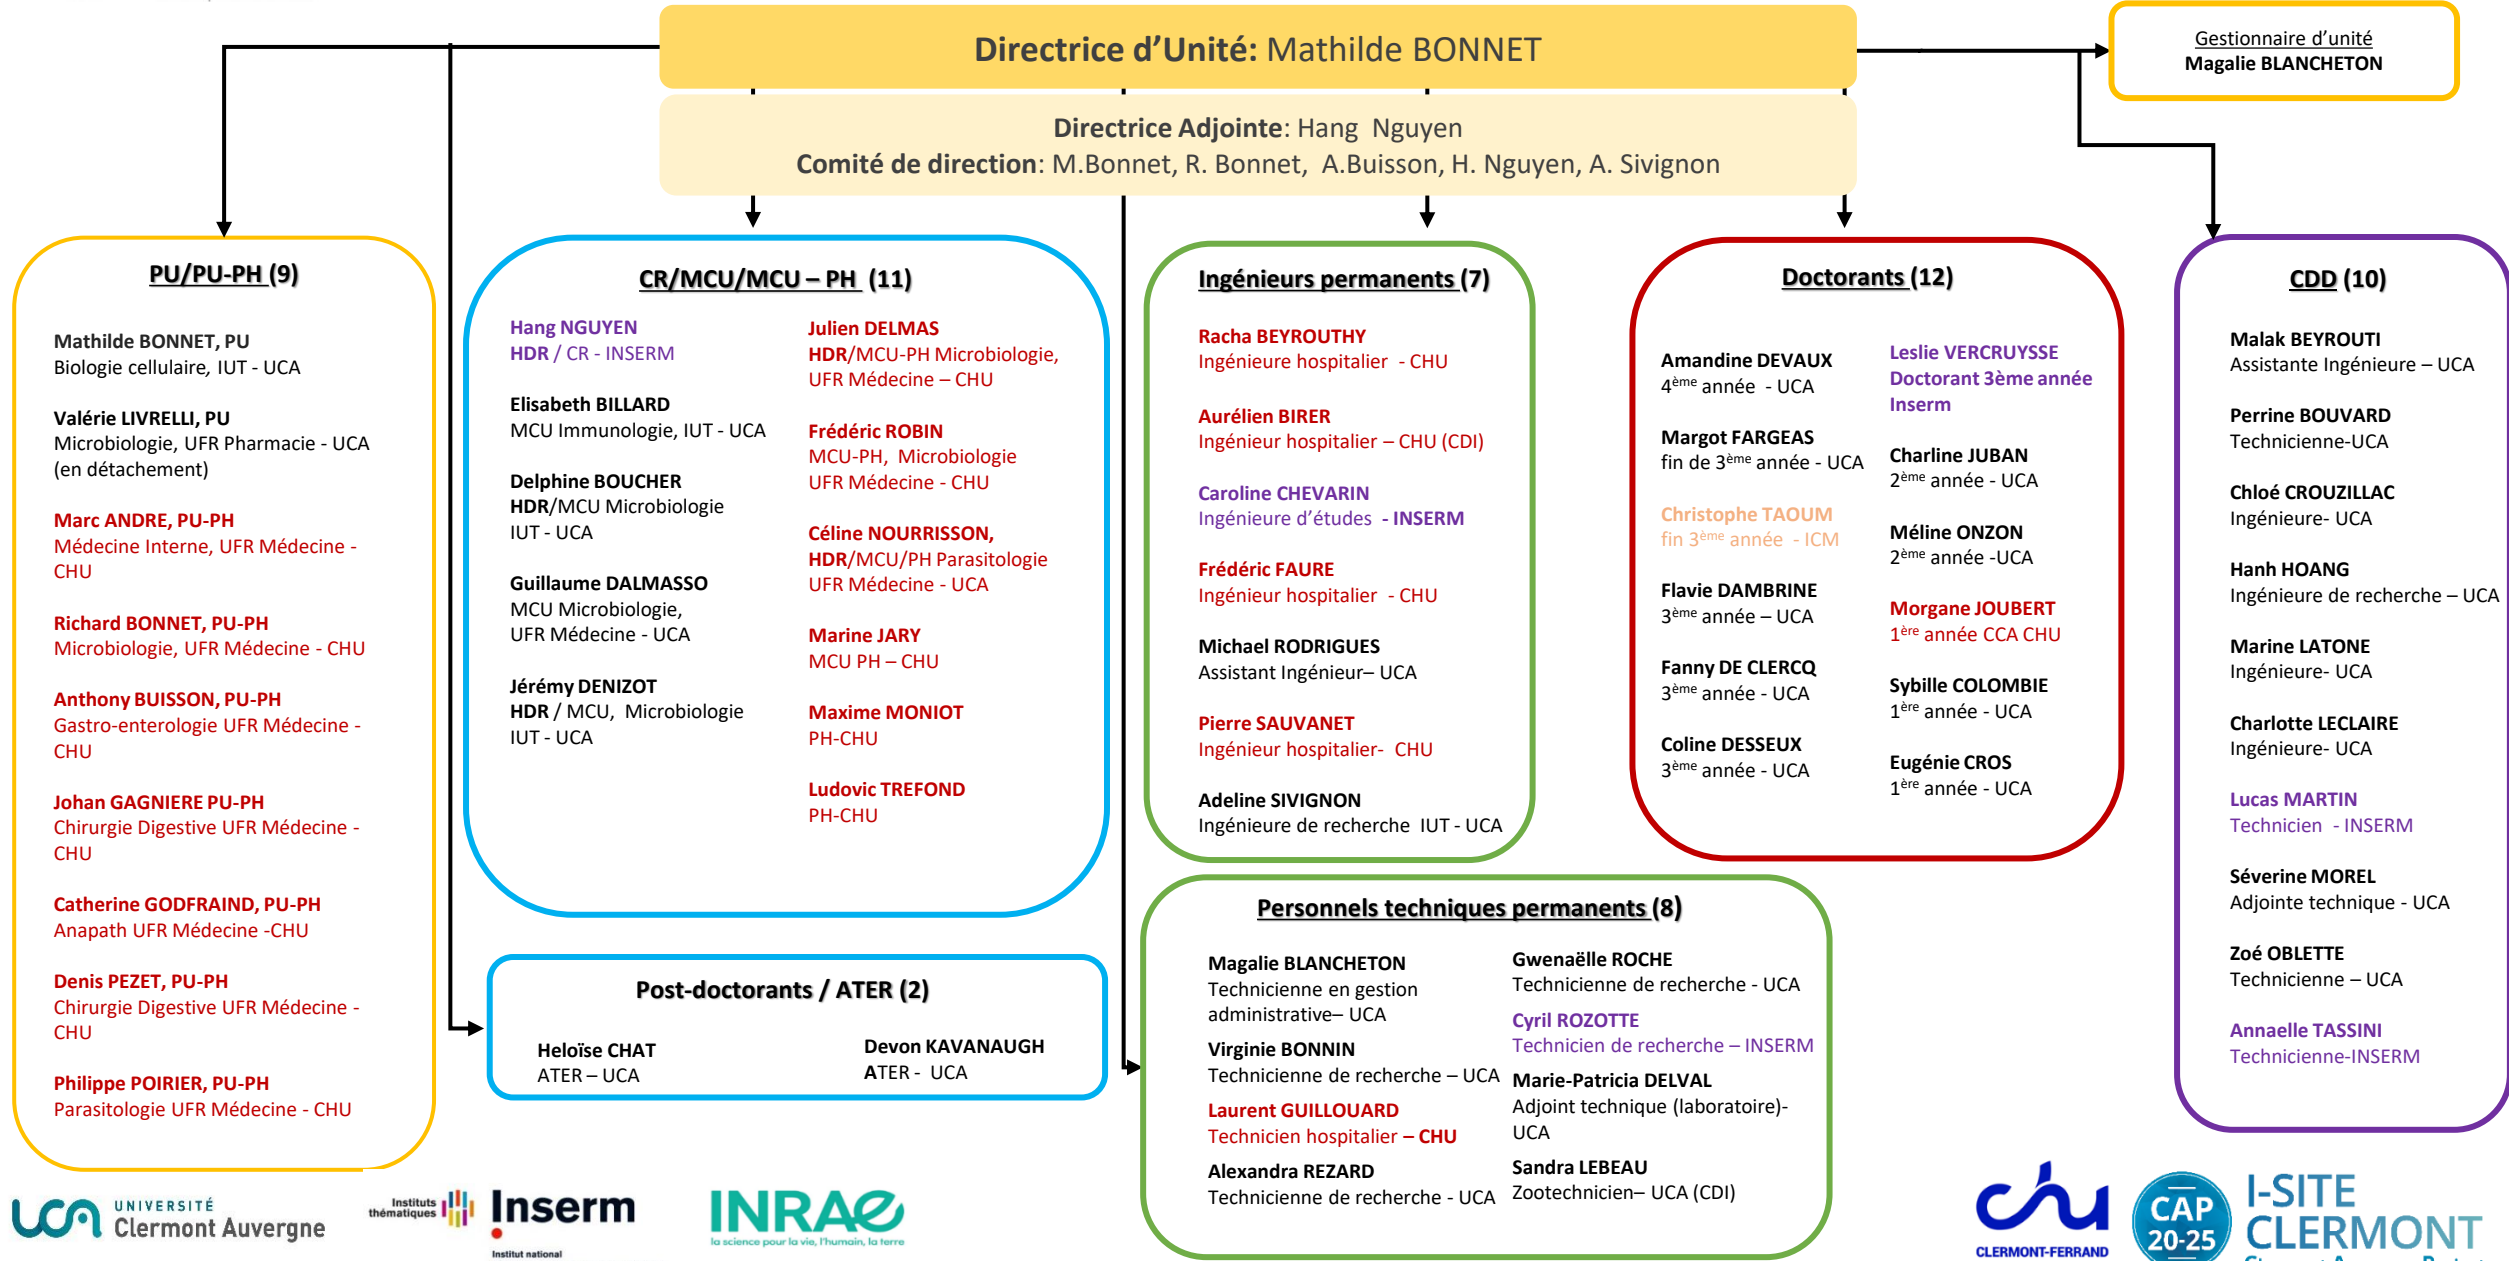 Directrice d'Unité: Mathilde BONNET
Gestionnaire d'unité
Magalie BLANCHETON
Directrice Adjointe: Hang Nguyen
Comité de direction: M.Bonnet, R. Bonnet, A.Buisson, H. Nguyen, A. Sivignon
PU/PU-PH (9)
Mathilde BONNET, PU
Biologie cellulaire, IUT - UCA
Valérie LIVRELLI, PU
Microbiologie, UFR Pharmacie - UCA
(en détachement)
Marc ANDRE, PU-PH
Médecine Interne, UFR Médecine -
CHU
Richard BONNET, PU-PH
Microbiologie, UFR Médecine - CHU
Anthony BUISSON, PU-PH
Gastro-enterologie UFR Médecine -
CHU
Johan GAGNIERE PU-PH
Chirurgie Digestive UFR Médecine -
CHU
Catherine GODFRAIND, PU-PH
Anapath UFR Médecine -CHU
Denis PEZET, PU-PH
Chirurgie Digestive UFR Médecine -
CHU
Philippe POIRIER, PU-PH
Parasitologie UFR Médecine - CHU
CR/MCU/MCU – PH (11)
Hang NGUYEN
HDR / CR - INSERM
Elisabeth BILLARD
MCU Immunologie, IUT - UCA
Delphine BOUCHER
HDR/MCU Microbiologie
IUT - UCA
Guillaume DALMASSO
MCU Microbiologie,
UFR Médecine - UCA
Jérémy DENIZOT
HDR / MCU, Microbiologie
IUT - UCA
Julien DELMAS
HDR/MCU-PH Microbiologie,
UFR Médecine – CHU
Frédéric ROBIN
MCU-PH, Microbiologie
UFR Médecine - CHU
Céline NOURRISSON,
HDR/MCU/PH Parasitologie
UFR Médecine - UCA
Marine JARY
MCU PH – CHU
Maxime MONIOT
PH-CHU
Ludovic TREFOND
PH-CHU
Post-doctorants / ATER (2)
Heloïse CHAT
ATER – UCA
Devon KAVANAUGH
ATER - UCA
Ingénieurs permanents (7)
Racha BEYROUTHY
Ingénieure hospitalier - CHU
Aurélien BIRER
Ingénieur hospitalier – CHU (CDI)
Caroline CHEVARIN
Ingénieure d'études - INSERM
Frédéric FAURE
Ingénieur hospitalier - CHU
Michael RODRIGUES
Assistant Ingénieur– UCA
Pierre SAUVANET
Ingénieur hospitalier- CHU
Adeline SIVIGNON
Ingénieure de recherche IUT - UCA
Personnels techniques permanents (8)
Magalie BLANCHETON
Technicienne en gestion
administrative– UCA
Virginie BONNIN
Technicienne de recherche – UCA
Laurent GUILLOUARD
Technicien hospitalier – CHU
Alexandra REZARD
Technicienne de recherche - UCA
Gwenaëlle ROCHE
Technicienne de recherche - UCA
Cyril ROZOTTE
Technicien de recherche – INSERM
Marie-Patricia DELVAL
Adjoint technique (laboratoire)-
UCA
Sandra LEBEAU
Zootechnicien– UCA (CDI)
Doctorants (12)
Amandine DEVAUX
4ème année - UCA
Margot FARGEAS
fin de 3ème année - UCA
Christophe TAOUM
fin 3ème année - ICM
Flavie DAMBRINE
3ème année – UCA
Fanny DE CLERCQ
3ème année - UCA
Coline DESSEUX
3ème année - UCA
Leslie VERCRUYSSE
Doctorant 3ème année
Inserm
Charline JUBAN
2ème année - UCA
Méline ONZON
2ème année -UCA
Morgane JOUBERT
1ère année CCA CHU
Sybille COLOMBIE
1ère année - UCA
Eugénie CROS
1ère année - UCA
CDD (10)
Malak BEYROUTI
Assistante Ingénieure – UCA
Perrine BOUVARD
Technicienne-UCA
Chloé CROUZILLAC
Ingénieure- UCA
Hanh HOANG
Ingénieure de recherche – UCA
Marine LATONE
Ingénieure- UCA
Charlotte LECLAIRE
Ingénieure- UCA
Lucas MARTIN
Technicien - INSERM
Séverine MOREL
Adjointe technique - UCA
Zoé OBLETTE
Technicienne – UCA
Annaelle TASSINI
Technicienne-INSERM
UCA UNIVERSITÉ
Clermont Auvergne
Instituts
thématiques
Inserm
Institut national
INRAE
la science pour la vie, l'humain, la terre
chu
CLERMONT-FERRAND
CAP
20-25
I-SITE
CLERMONT